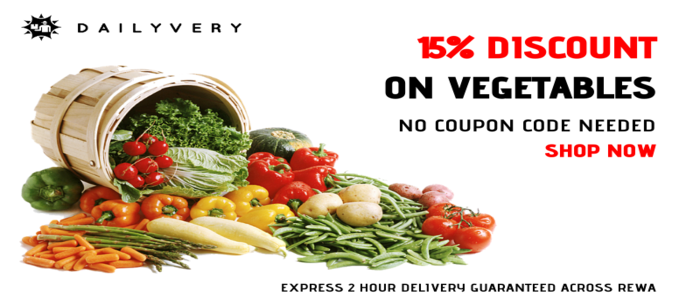 DAILYVERY
15% DISCOUNT
ON VEGETABLES
NO COUPON CODE NEEDED
SHOP NOW
EXPRESS 2 HOUR DELIVERY GUARANTEED ACROSS REWA